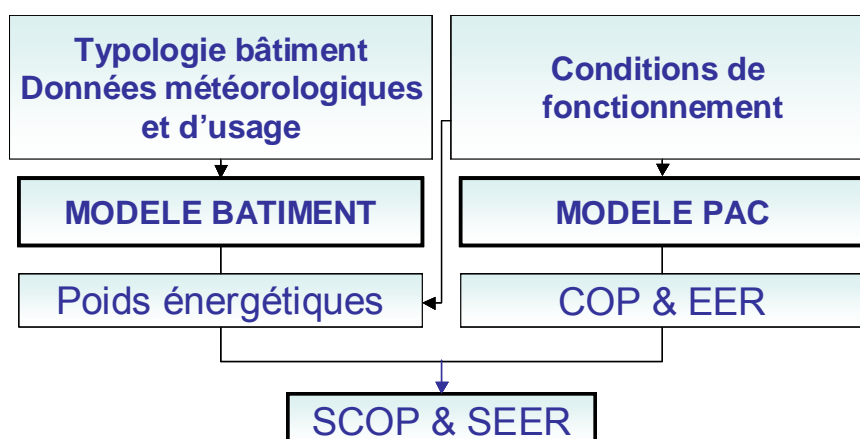 Typologie bâtiment
Données météorologiques
et d'usage
Conditions de
fonctionnement
MODELE BATIMENT
MODELE PAC
Poids énergétiques
COP & EER
SCOP & SEER